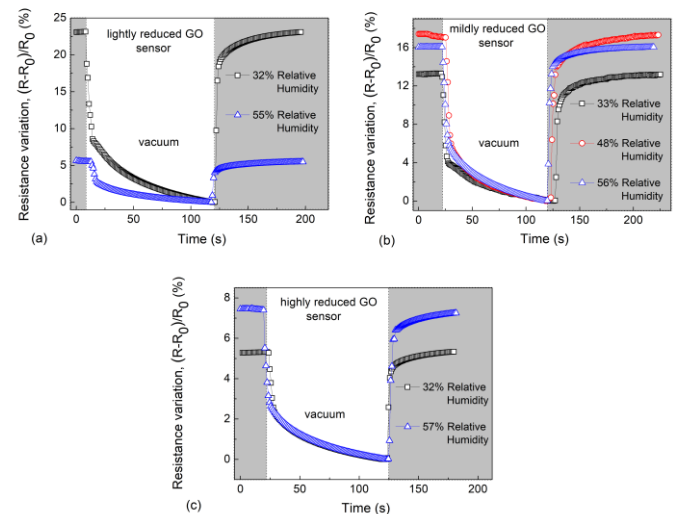 Resistance variation, (R-R0)/R0 (%)
25
20
15
10
5
0
lightly reduced GO
sensor
32% Relative
Humidity
55% Relative
Humidity
vacuum
0 50 100 150 200
Time (s)
(a)
Resistance variation, (R-R0)/R0 (%)
16
12
8
4
0
mildly reduced GO
sensor
33% Relative
Humidity
48% Relative
Humidity
56% Relative
Humidity
vacuum
0 50 100 150 200
Time (s)
(b)
Resistance variation, (R-R0)/R0 (%)
8
6
4
2
0
highly reduced GO
sensor
vacuum
32% Relative
Humidity
57% Relative
Humidity
0 50 100 150 200
Time (s)
(c)